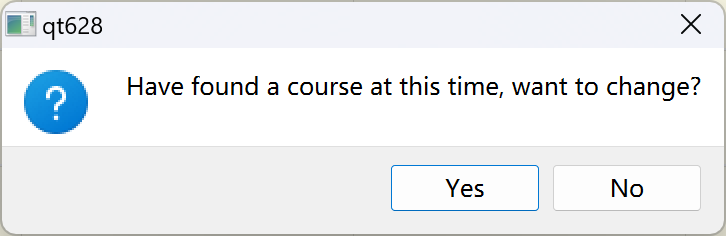 qt628
Have found a course at this time, want to change?
Yes
No